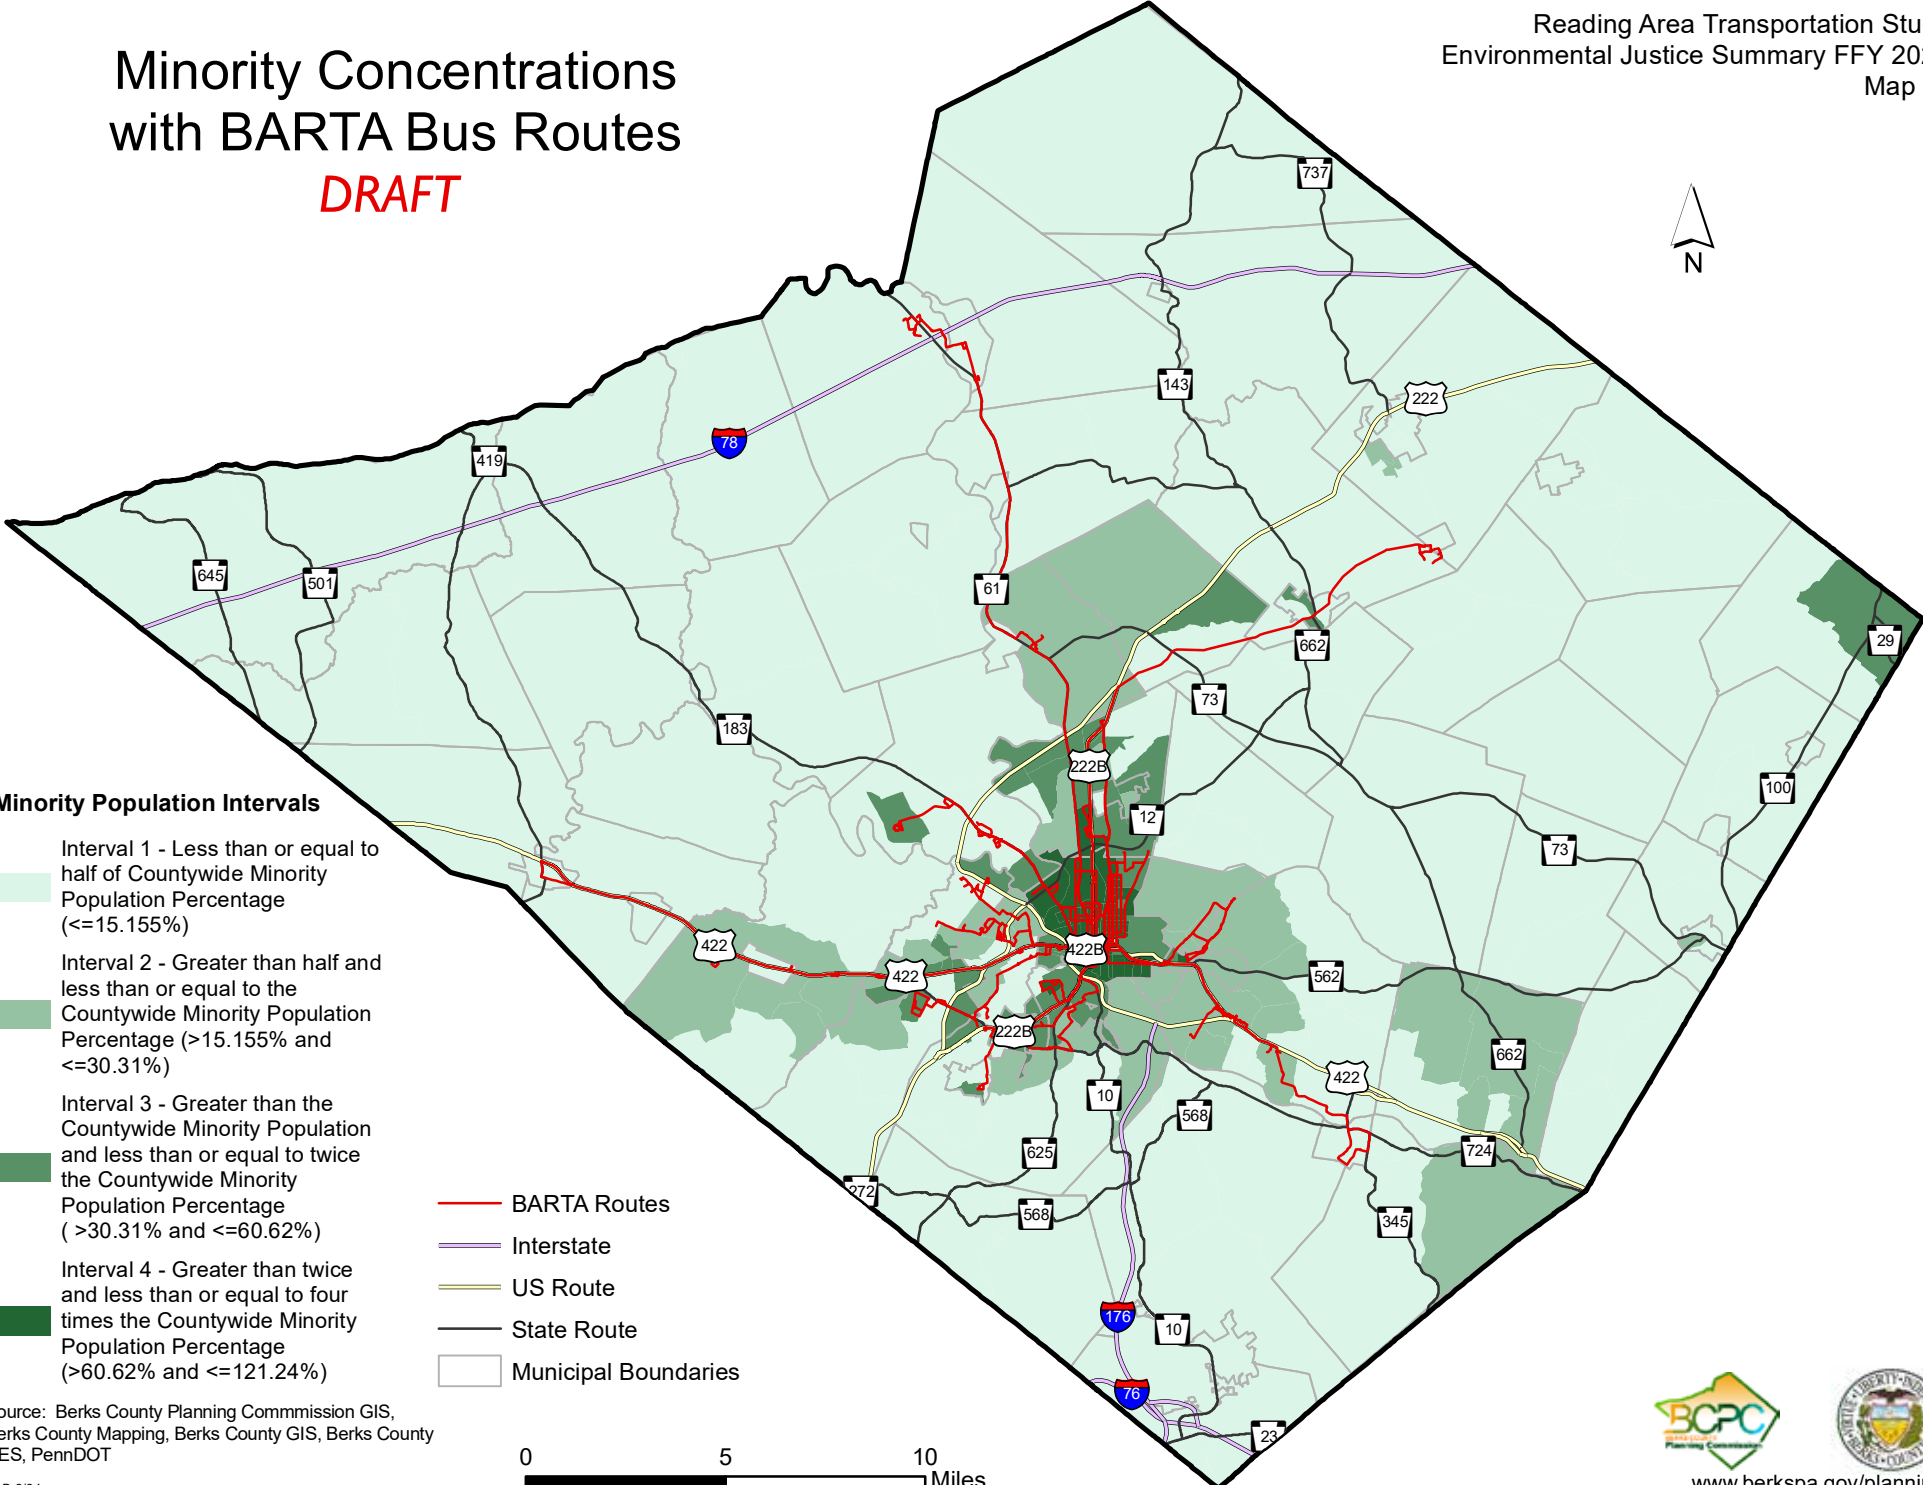 Minority Concentrations
with BARTA Bus Routes
DRAFT
Reading Area Transportation Stu
Environmental Justice Summary FFY 202
Map
N
737
143
222
78
419
645
501
61
662
29
73
183
222B
12
100
73
422
422
422B
562
222B
662
422
10
568
724
625
272
568
345
176
10
76
23
Minority Population Intervals
Interval 1 - Less than or equal to
half of Countywide Minority
Population Percentage
(<=15.155%)
Interval 2 - Greater than half and
less than or equal to the
Countywide Minority Population
Percentage (>15.155% and
<=30.31%)
Interval 3 - Greater than the
Countywide Minority Population
and less than or equal to twice
the Countywide Minority
Population Percentage
( >30.31% and <=60.62%)
Interval 4 - Greater than twice
and less than or equal to four
times the Countywide Minority
Population Percentage
(>60.62% and <=121.24%)
BARTA Routes
Interstate
US Route
State Route
Municipal Boundaries
ource: Berks County Planning Commmission GIS,
erks County Mapping, Berks County GIS, Berks County
ES, PennDOT
0 5 10
Miles
BCPC
Planning Commission
www.berkspa.gov/plannin